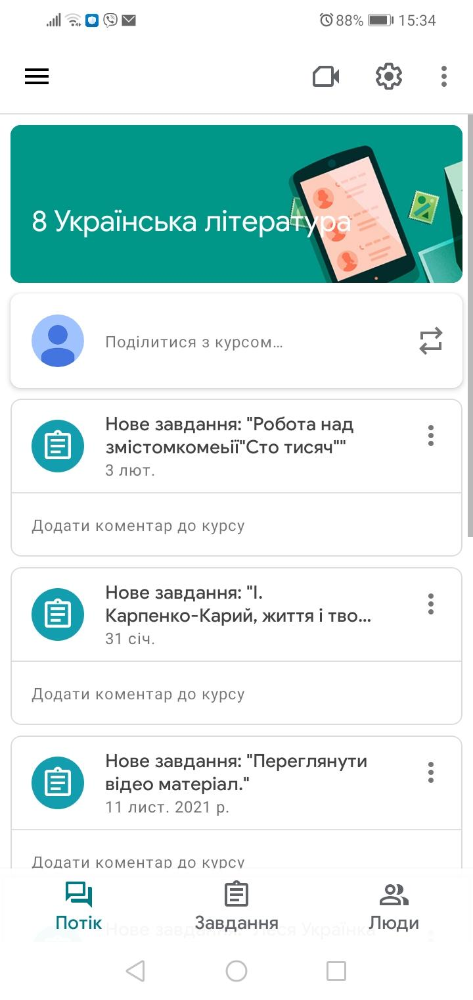 88% 15:34
8 Українська література
Поділитися з курсом...
Нове завдання: "Робота над
змістомкомеьії"Сто тисяч""
3 лют.
Додати коментар до курсу
Нове завдання: "І.
Карпенко-Карий, життя і тво...
31 січ.
Додати коментар до курсу
Нове завдання: "Переглянути
відео матеріал."
11 лист. 2021 р.
Додати коментар до курсу
Нове завдання: "Леся Українка
Потік Завдання Люди